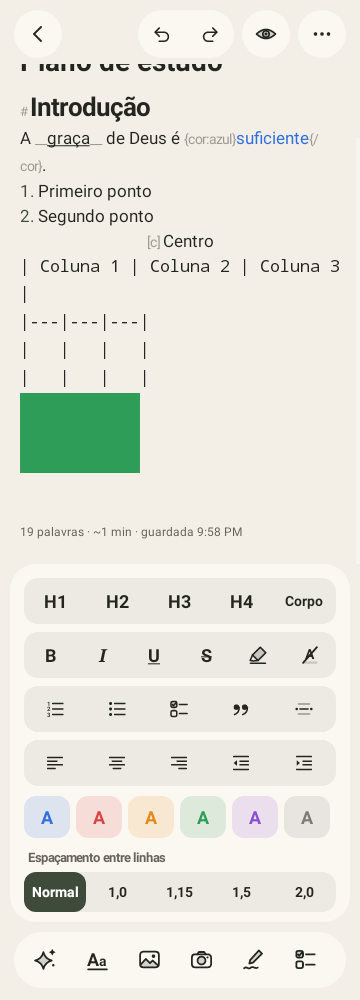 Plano de estudo
# Introdução
A __graça__ de Deus é {cor:azul}suficiente{/
cor}.
1. Primeiro ponto
2. Segundo ponto
[c] Centro
| Coluna 1 | Coluna 2 | Coluna 3
|
|---|---|---|
|   |   |   |
|   |   |   |
19 palavras · ~1 min · guardada 9:58 PM
H1 H2 H3 H4 Corpo
B I U S A
A A A A A A
Espaçamento entre linhas
Normal 1,0 1,15 1,5 2,0
Aa